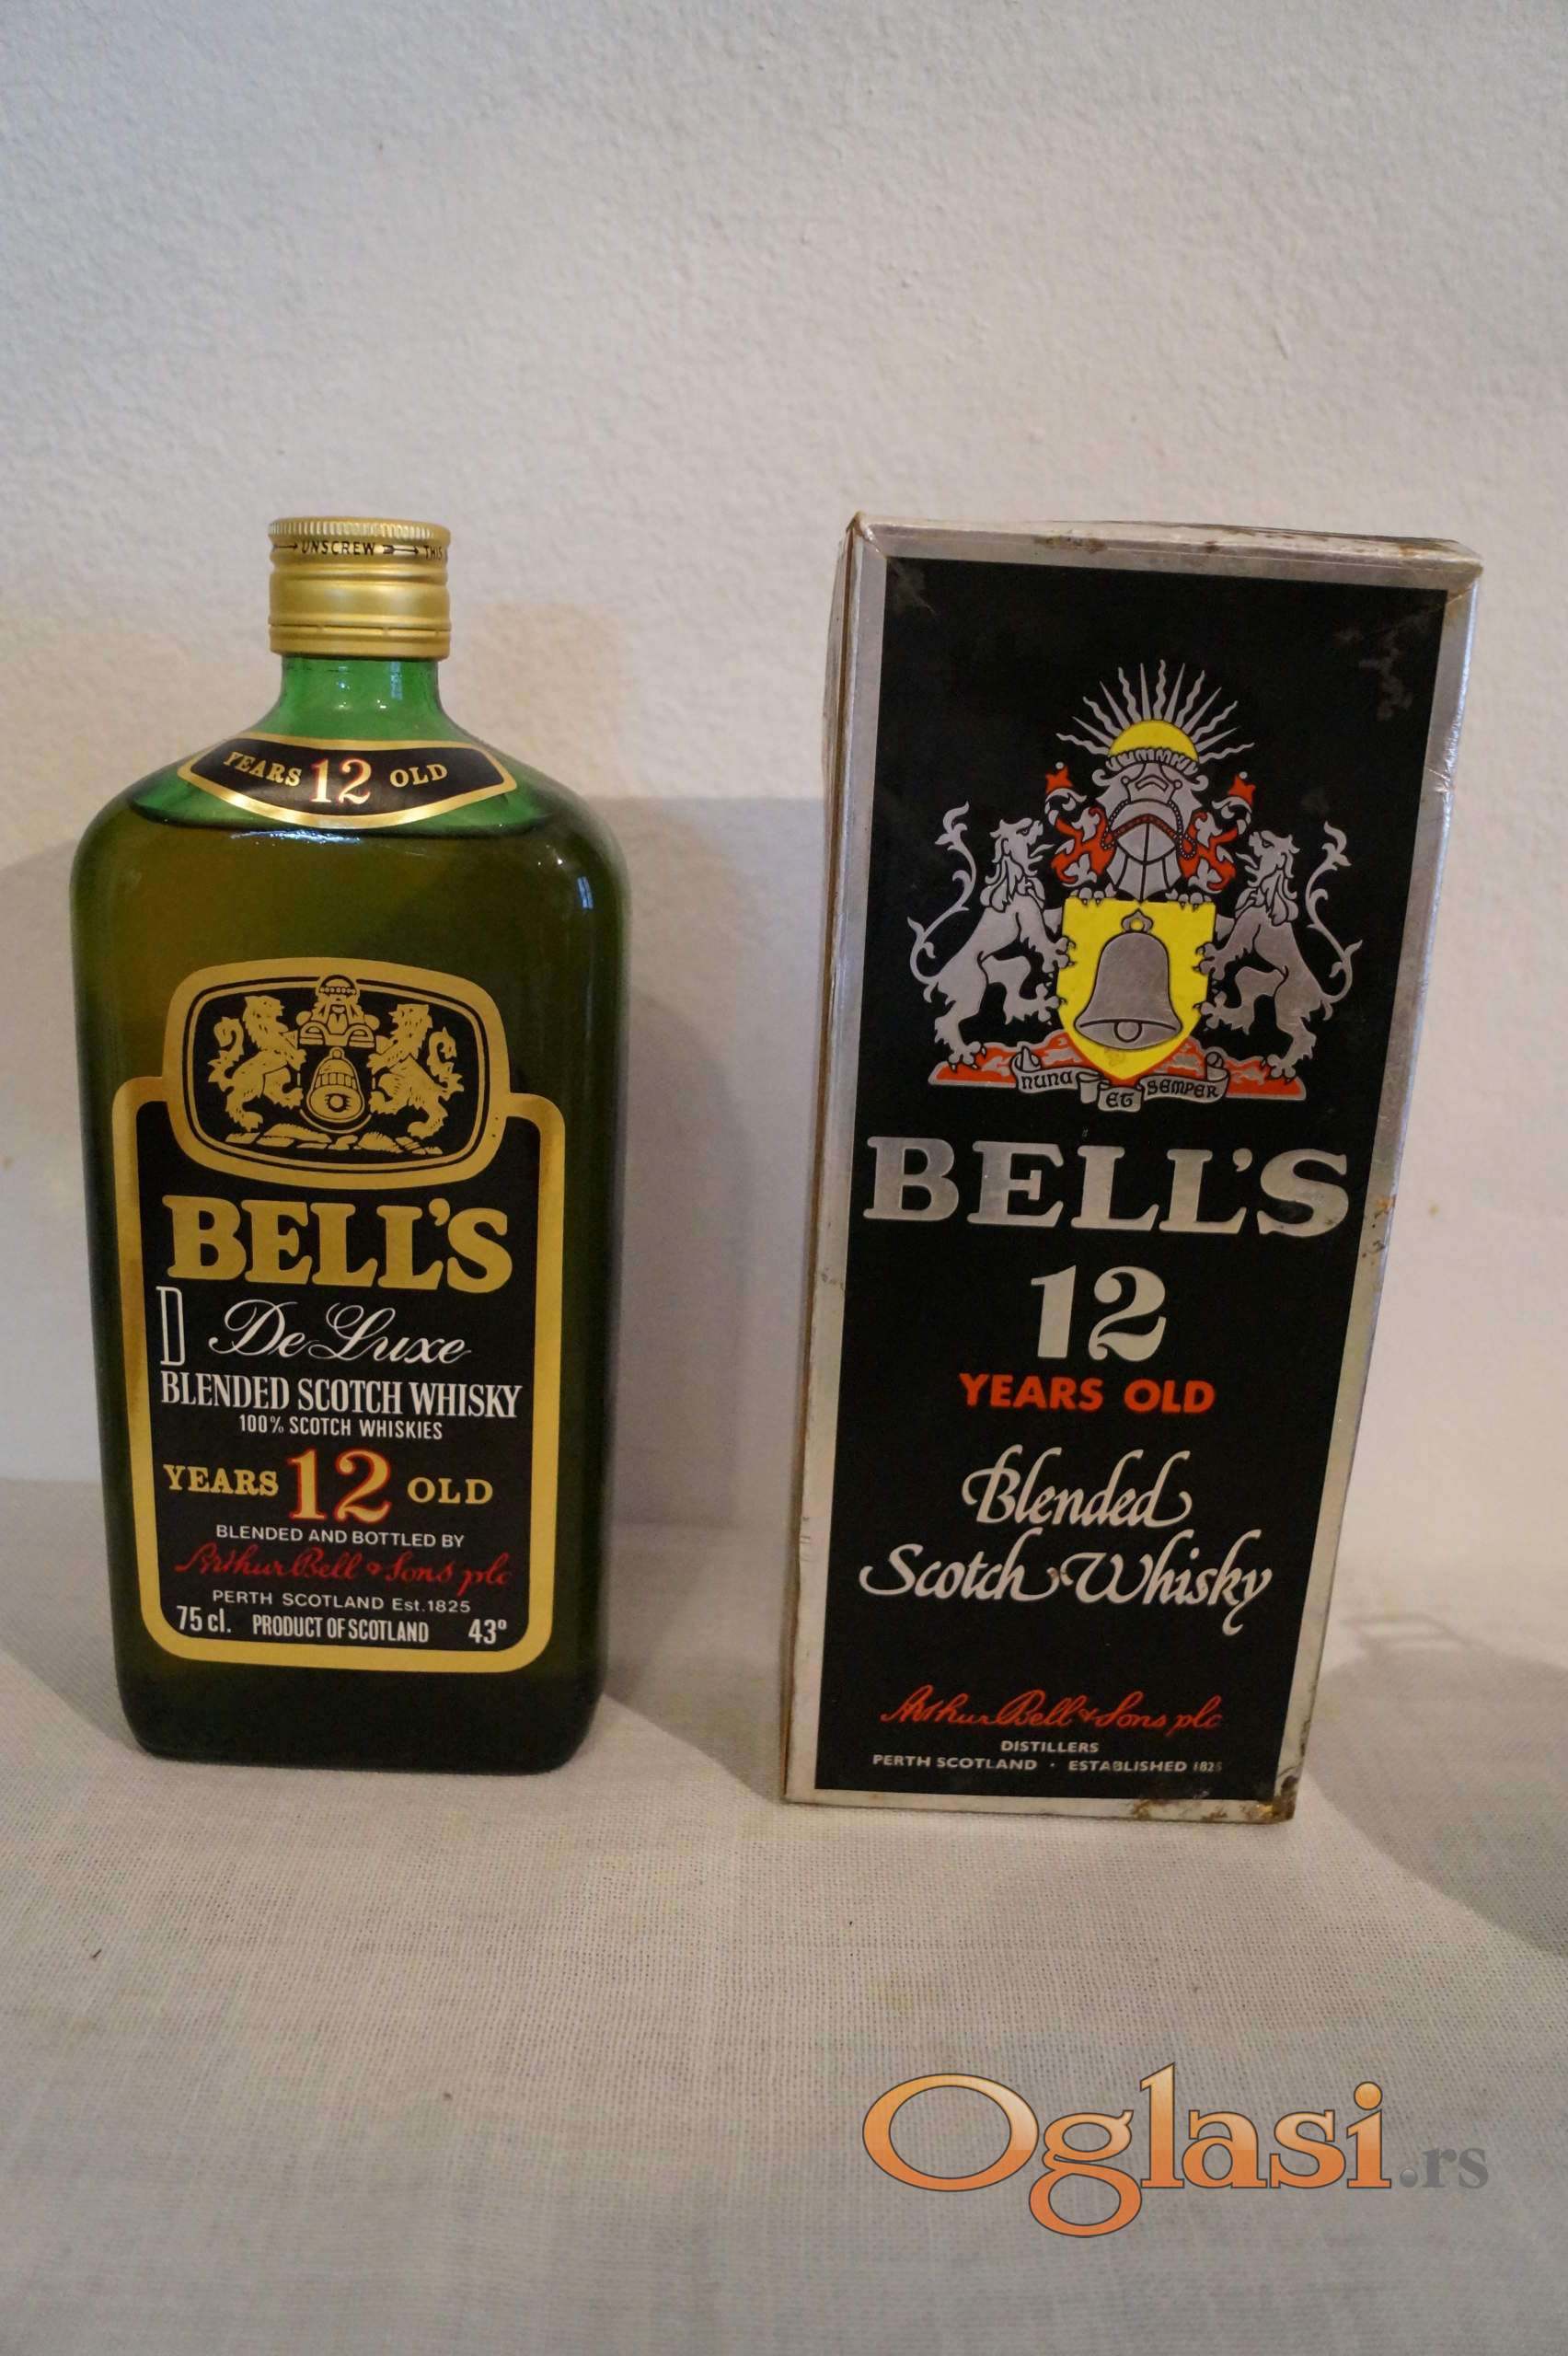 → UNSCREW → THIS
YEARS 12 OLD
BELL'S
D De Luxe
BLENDED SCOTCH WHISKY
100% SCOTCH WHISKIES
YEARS 12 OLD
BLENDED AND BOTTLED BY
Arthur Bell & Sons plc
PERTH SCOTLAND Est. 1825
75 cl. PRODUCT OF SCOTLAND 43°
NUNC ET SEMPER
BELL'S
12
YEARS OLD
Blended
Scotch Whisky
Arthur Bell & Sons plc
DISTILLERS
PERTH SCOTLAND · ESTABLISHED 1825
Oglasi.rs